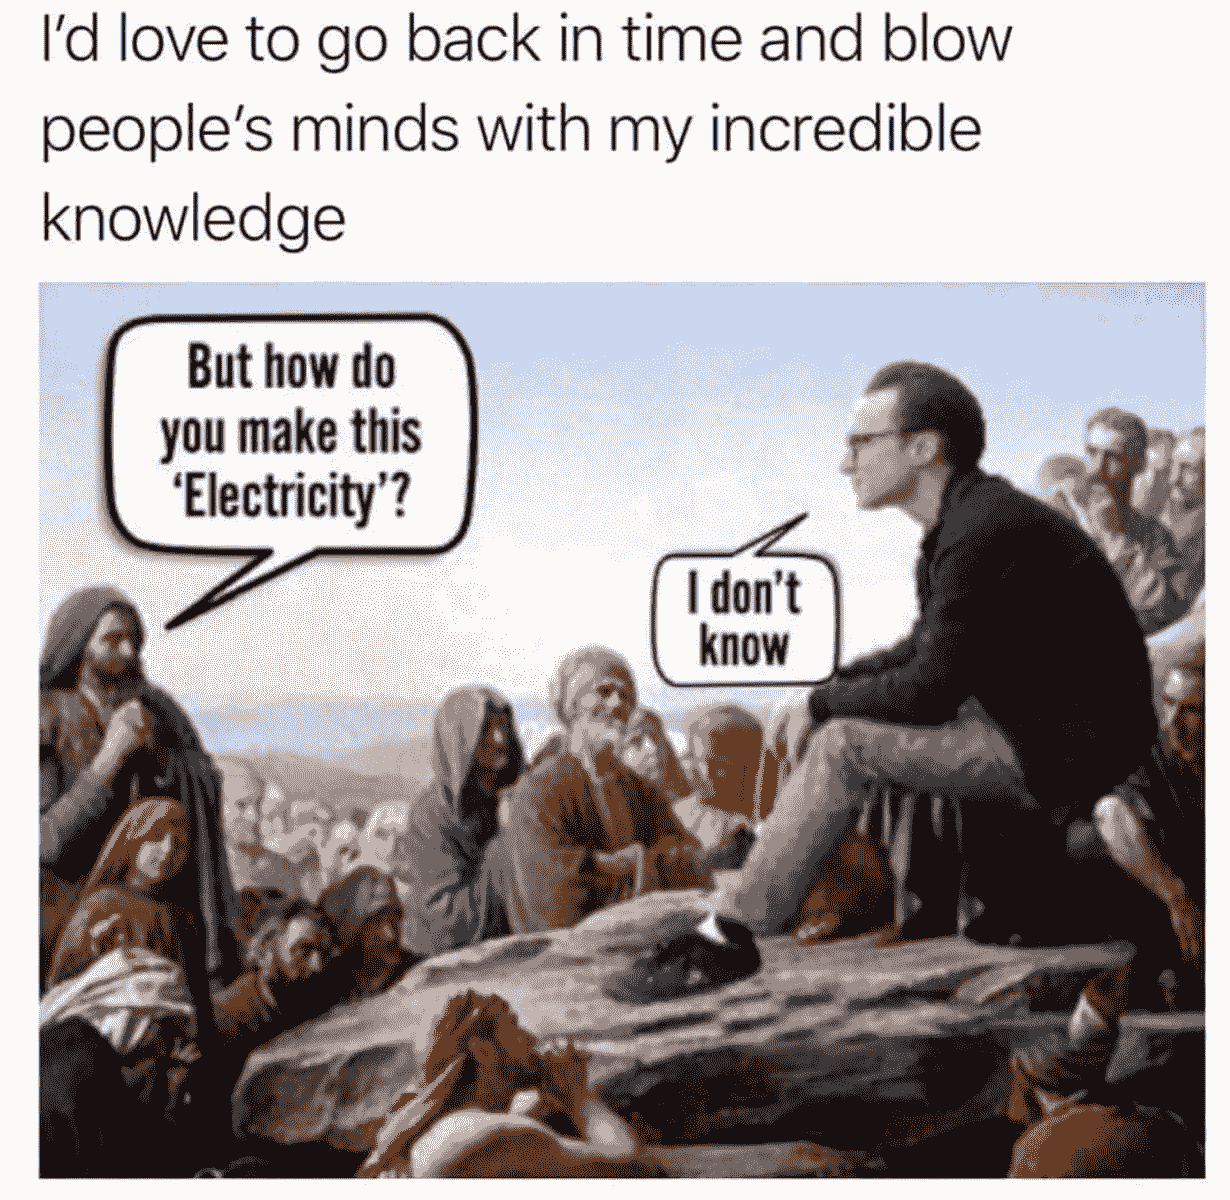 I’d love to go back in time and blow
people’s minds with my incredible
knowledge
But how do
you make this
‘Electricity’?
I don’t
know